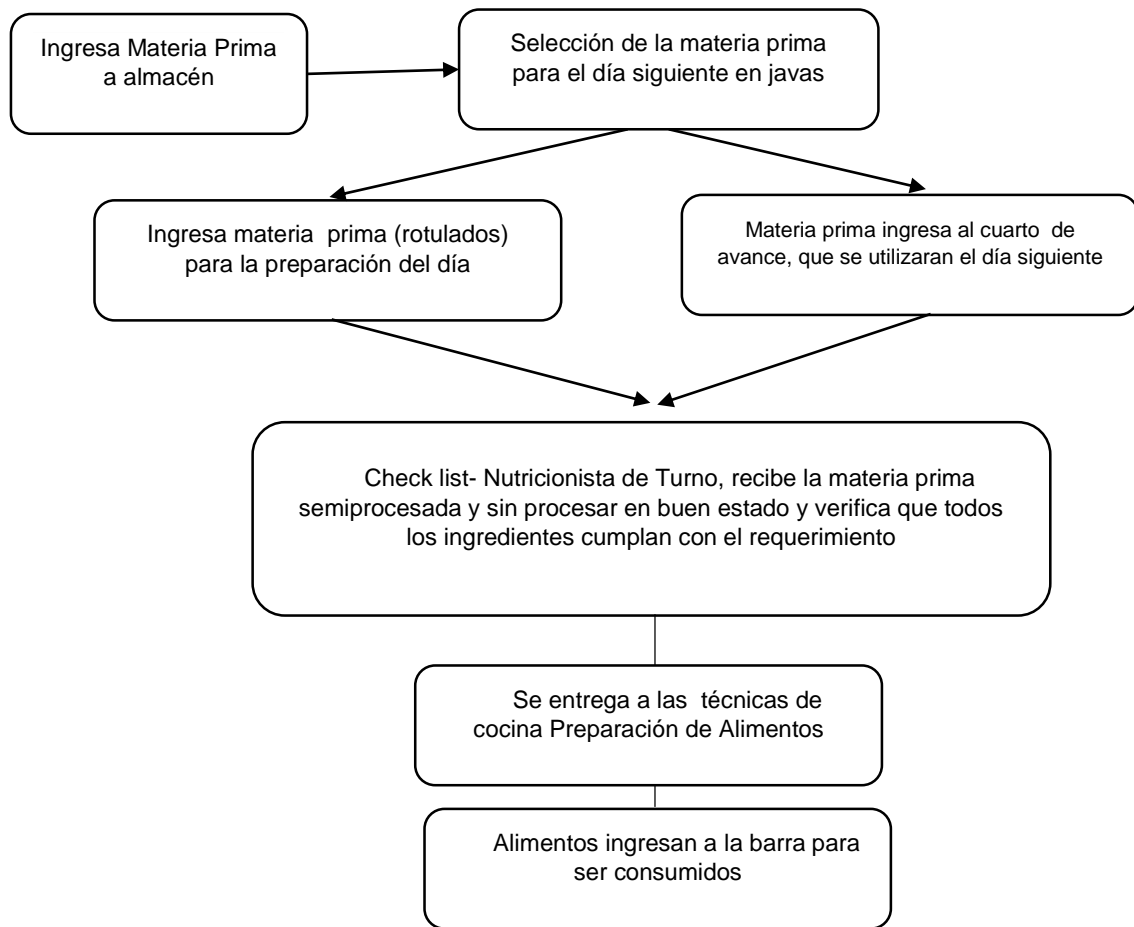 Ingresa Materia Prima
a almacén
Selección de la materia prima
para el día siguiente en javas
Ingresa materia prima (rotulados)
para la preparación del día
Materia prima ingresa al cuarto de
avance, que se utilizaran el día siguiente
Check list- Nutricionista de Turno, recibe la materia prima
semiprocesada y sin procesar en buen estado y verifica que todos
los ingredientes cumplan con el requerimiento
Se entrega a las técnicas de
cocina Preparación de Alimentos
Alimentos ingresan a la barra para
ser consumidos